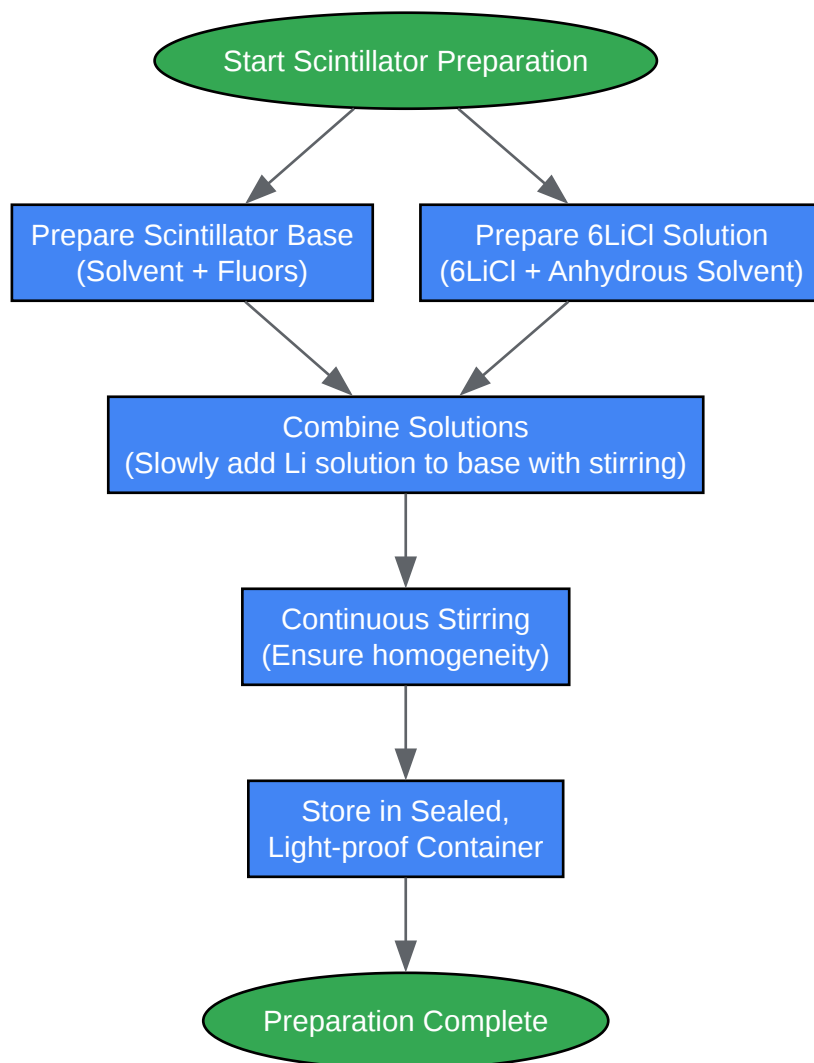 Start Scintillator Preparation
Prepare Scintillator Base
(Solvent + Fluors)
Prepare 6LiCl Solution
(6LiCl + Anhydrous Solvent)
Combine Solutions
(Slowly add Li solution to base with stirring)
Continuous Stirring
(Ensure homogeneity)
Store in Sealed,
Light-proof Container
Preparation Complete